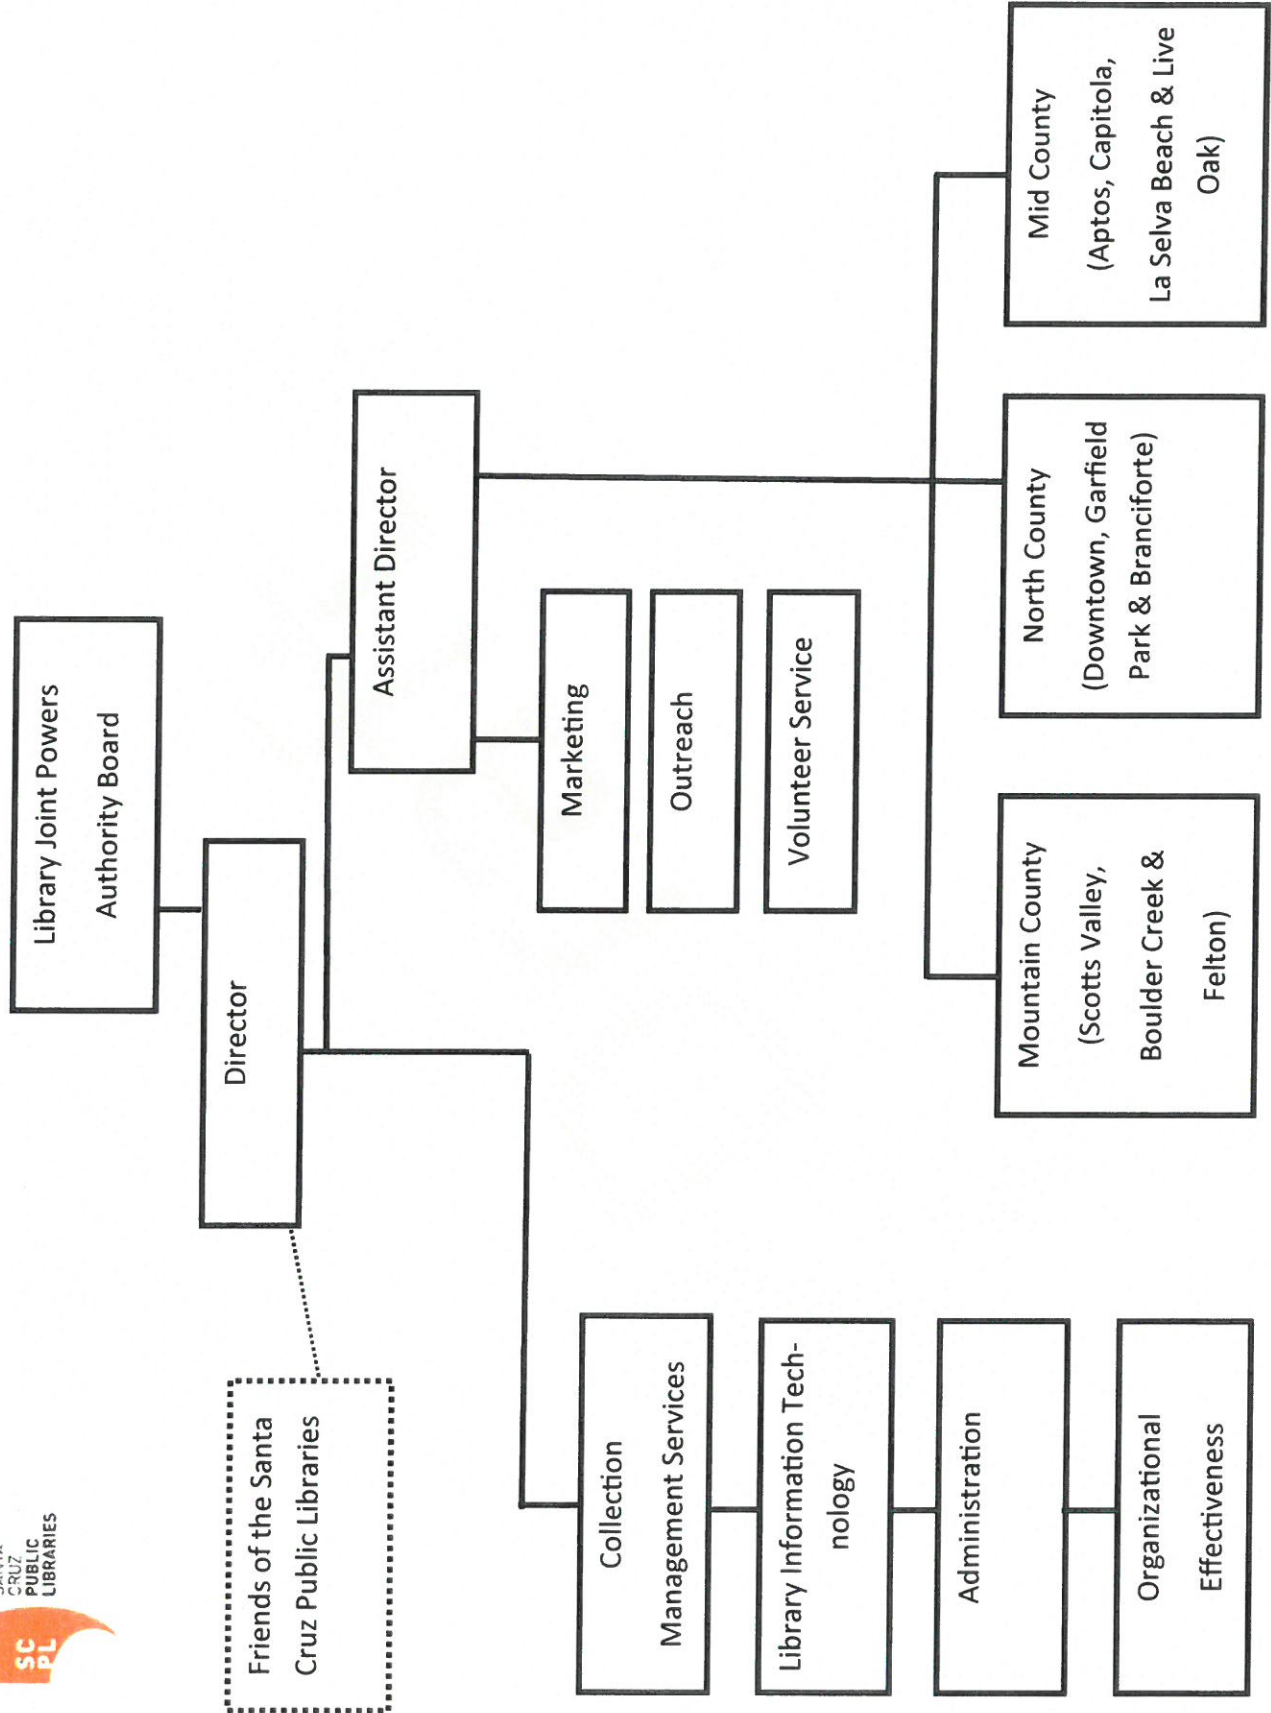 SC
PL
SANTA
CRUZ
PUBLIC
LIBRARIES
Library Joint Powers
Authority Board
Director
Friends of the Santa
Cruz Public Libraries
Assistant Director
Marketing
Outreach
Volunteer Service
Collection
Management Services
Library Information Tech-
nology
Administration
Organizational
Effectiveness
Mountain County
(Scotts Valley,
Boulder Creek &
Felton)
North County
(Downtown, Garfield
Park & Branciforte)
Mid County
(Aptos, Capitola,
La Selva Beach & Live
Oak)